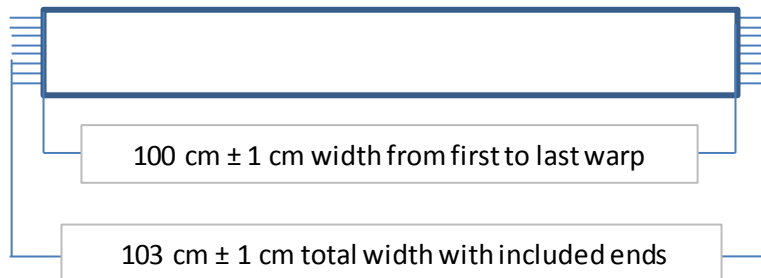 100 cm ± 1 cm width from first to last warp
103 cm ± 1 cm total width with included ends